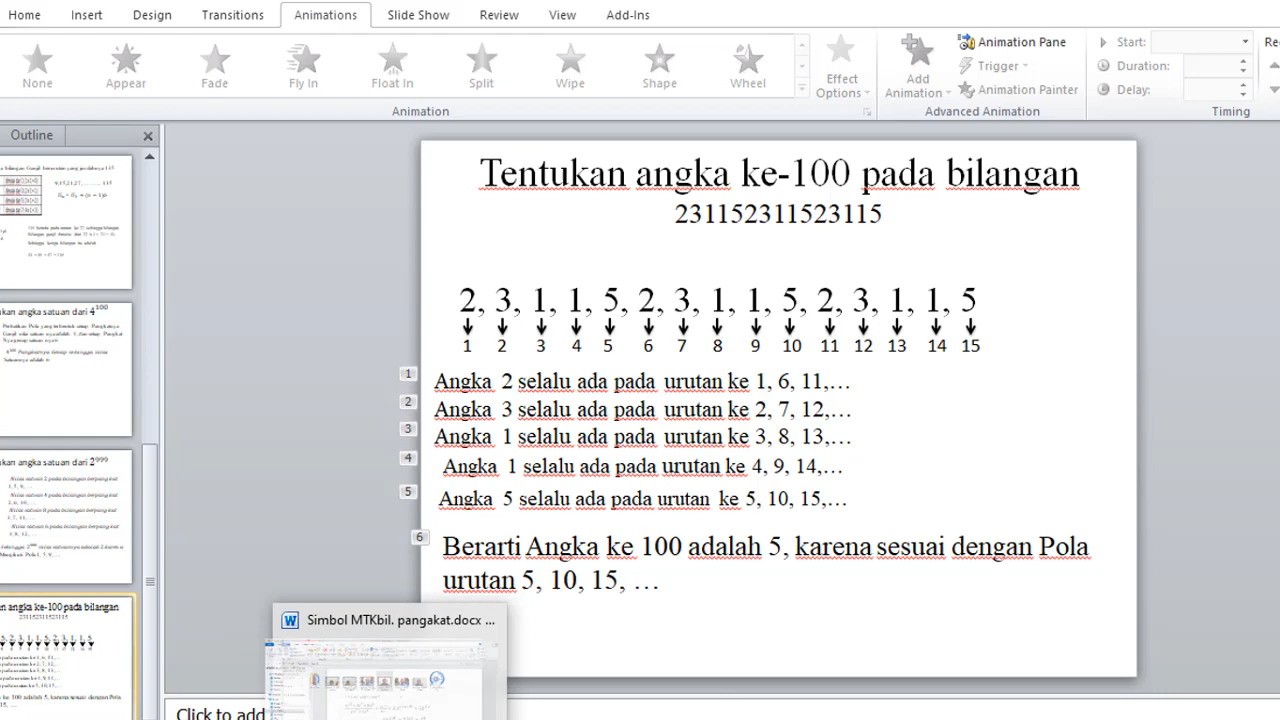 Home Insert Design Transitions Animations Slide Show Review View Add-Ins
None Appear Fade Fly In Float In Split Wipe Shape Wheel
Effect Options
Add Animation
Animation Pane
Trigger
Animation Painter
Start:
Duration:
Delay:
Animation Advanced Animation Timing
Outline
Tentukan angka ke-100 pada bilangan
231152311523115
2, 3, 1, 1, 5, 2, 3, 1, 1, 5, 2, 3, 1, 1, 5
1 2 3 4 5 6 7 8 9 10 11 12 13 14 15
1 Angka 2 selalu ada pada urutan ke 1, 6, 11,…
2 Angka 3 selalu ada pada urutan ke 2, 7, 12,…
3 Angka 1 selalu ada pada urutan ke 3, 8, 13,…
4 Angka 1 selalu ada pada urutan ke 4, 9, 14,…
5 Angka 5 selalu ada pada urutan ke 5, 10, 15,…
6 Berarti Angka ke 100 adalah 5, karena sesuai dengan Pola
urutan 5, 10, 15, …
Simbol MTKbil. pangakat.docx ...
Click to add